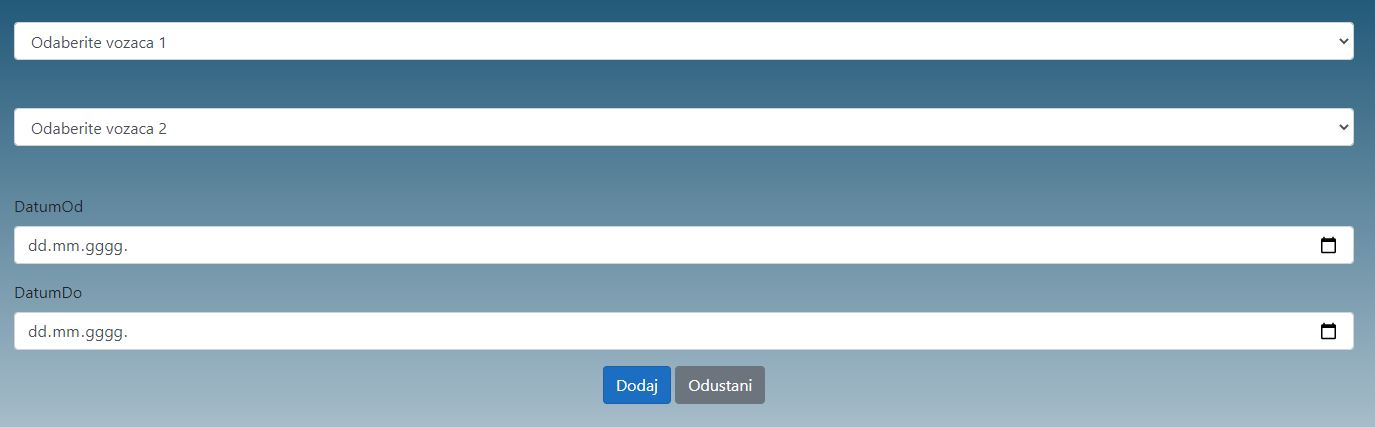 Odaberite vozaca 1
Odaberite vozaca 2
DatumOd
dd.mm.gggg.
DatumDo
dd.mm.gggg.
Dodaj Odustani